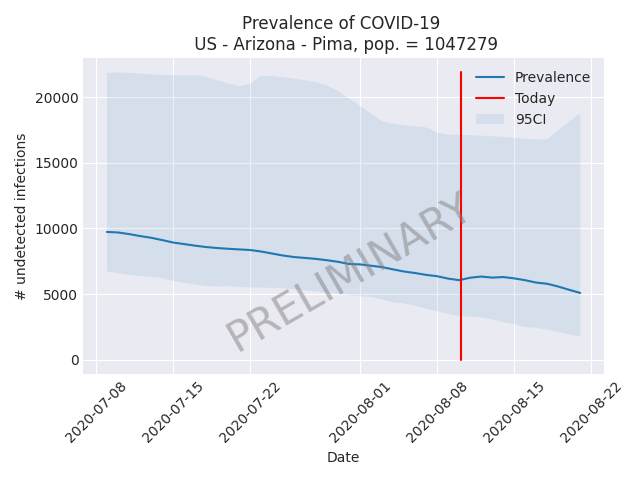 Prevalence of COVID-19
US - Arizona - Pima, pop. = 1047279
# undetected infections
20000
15000
10000
5000
0
Prevalence
Today
95CI
PRELIMINARY
2020-07-08
2020-07-15
2020-07-22
2020-08-01
2020-08-08
2020-08-15
2020-08-22
Date